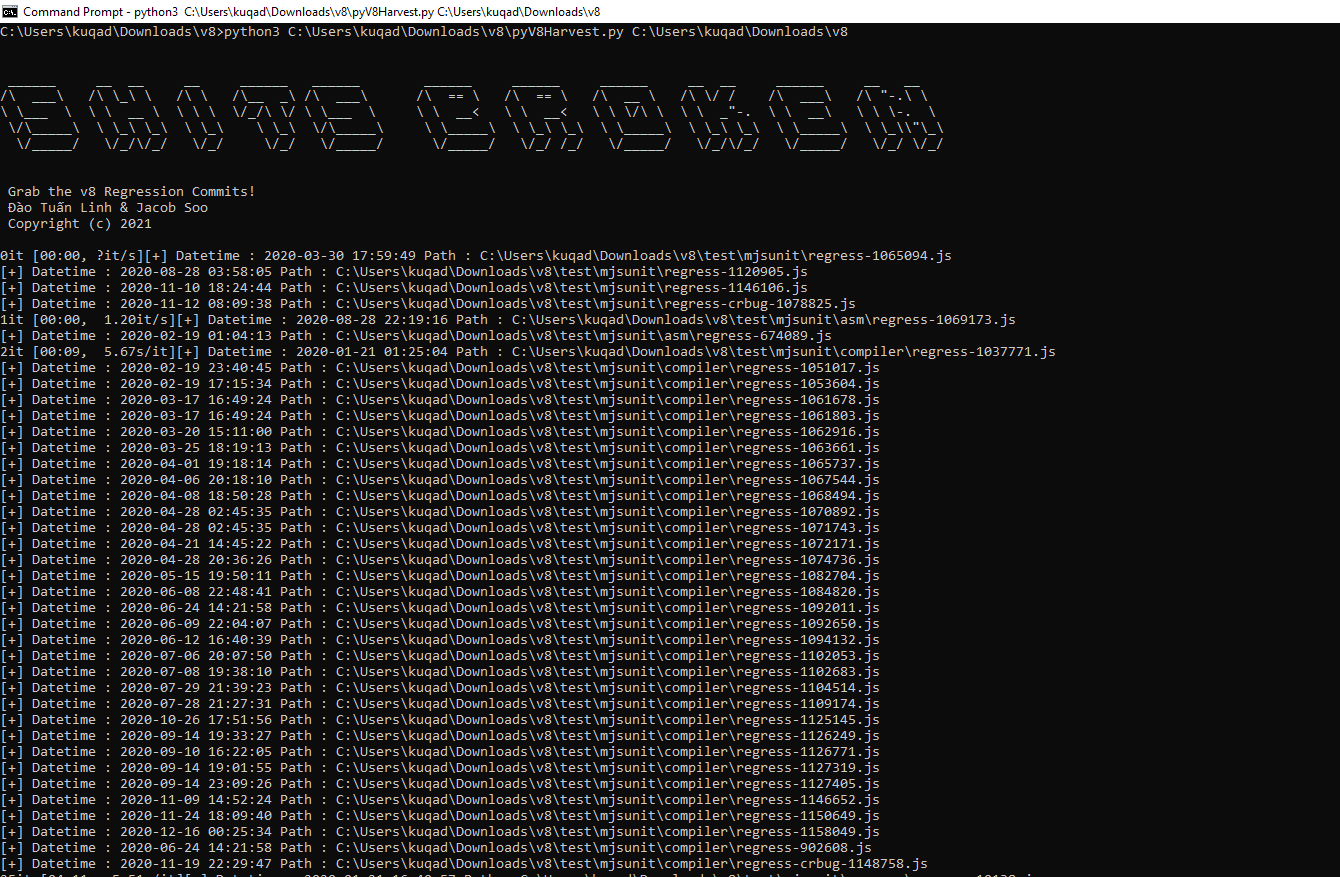 Command Prompt - python3 C:\Users\kuqad\Downloads\v8\pyV8Harvest.py C:\Users\kuqad\Downloads\v8
C:\Users\kuqad\Downloads\v8>python3 C:\Users\kuqad\Downloads\v8\pyV8Harvest.py C:\Users\kuqad\Downloads\v8
Grab the v8 Regression Commits!
Đào Tuấn Linh & Jacob Soo
Copyright (c) 2021
0it [00:00, ?it/s][+] Datetime : 2020-03-30 17:59:49 Path : C:\Users\kuqad\Downloads\v8\test\mjsunit\regress-1065094.js
[+] Datetime : 2020-08-28 03:58:05 Path : C:\Users\kuqad\Downloads\v8\test\mjsunit\regress-1120905.js
[+] Datetime : 2020-11-10 18:24:44 Path : C:\Users\kuqad\Downloads\v8\test\mjsunit\regress-1146106.js
[+] Datetime : 2020-11-12 08:09:38 Path : C:\Users\kuqad\Downloads\v8\test\mjsunit\regress-crbug-1078825.js
1it [00:00,  1.20it/s][+] Datetime : 2020-08-28 22:19:16 Path : C:\Users\kuqad\Downloads\v8\test\mjsunit\asm\regress-1069173.js
[+] Datetime : 2020-02-19 01:04:13 Path : C:\Users\kuqad\Downloads\v8\test\mjsunit\asm\regress-674089.js
2it [00:09,  5.67s/it][+] Datetime : 2020-01-21 01:25:04 Path : C:\Users\kuqad\Downloads\v8\test\mjsunit\compiler\regress-1037771.js
[+] Datetime : 2020-02-19 23:40:45 Path : C:\Users\kuqad\Downloads\v8\test\mjsunit\compiler\regress-1051017.js
[+] Datetime : 2020-02-19 17:15:34 Path : C:\Users\kuqad\Downloads\v8\test\mjsunit\compiler\regress-1053604.js
[+] Datetime : 2020-03-17 16:49:24 Path : C:\Users\kuqad\Downloads\v8\test\mjsunit\compiler\regress-1061678.js
[+] Datetime : 2020-03-17 16:49:24 Path : C:\Users\kuqad\Downloads\v8\test\mjsunit\compiler\regress-1061803.js
[+] Datetime : 2020-03-20 15:11:00 Path : C:\Users\kuqad\Downloads\v8\test\mjsunit\compiler\regress-1062916.js
[+] Datetime : 2020-03-25 18:19:13 Path : C:\Users\kuqad\Downloads\v8\test\mjsunit\compiler\regress-1063661.js
[+] Datetime : 2020-04-01 19:18:14 Path : C:\Users\kuqad\Downloads\v8\test\mjsunit\compiler\regress-1065737.js
[+] Datetime : 2020-04-06 20:18:10 Path : C:\Users\kuqad\Downloads\v8\test\mjsunit\compiler\regress-1067544.js
[+] Datetime : 2020-04-08 18:50:28 Path : C:\Users\kuqad\Downloads\v8\test\mjsunit\compiler\regress-1068494.js
[+] Datetime : 2020-04-28 02:45:35 Path : C:\Users\kuqad\Downloads\v8\test\mjsunit\compiler\regress-1070892.js
[+] Datetime : 2020-04-28 02:45:35 Path : C:\Users\kuqad\Downloads\v8\test\mjsunit\compiler\regress-1071743.js
[+] Datetime : 2020-04-21 14:45:22 Path : C:\Users\kuqad\Downloads\v8\test\mjsunit\compiler\regress-1072171.js
[+] Datetime : 2020-04-28 20:36:26 Path : C:\Users\kuqad\Downloads\v8\test\mjsunit\compiler\regress-1074736.js
[+] Datetime : 2020-05-15 19:50:11 Path : C:\Users\kuqad\Downloads\v8\test\mjsunit\compiler\regress-1082704.js
[+] Datetime : 2020-06-08 22:48:41 Path : C:\Users\kuqad\Downloads\v8\test\mjsunit\compiler\regress-1084820.js
[+] Datetime : 2020-06-24 14:21:58 Path : C:\Users\kuqad\Downloads\v8\test\mjsunit\compiler\regress-1092011.js
[+] Datetime : 2020-06-09 22:04:07 Path : C:\Users\kuqad\Downloads\v8\test\mjsunit\compiler\regress-1092650.js
[+] Datetime : 2020-06-12 16:40:39 Path : C:\Users\kuqad\Downloads\v8\test\mjsunit\compiler\regress-1094132.js
[+] Datetime : 2020-07-06 20:07:50 Path : C:\Users\kuqad\Downloads\v8\test\mjsunit\compiler\regress-1102053.js
[+] Datetime : 2020-07-08 19:38:10 Path : C:\Users\kuqad\Downloads\v8\test\mjsunit\compiler\regress-1102683.js
[+] Datetime : 2020-07-29 21:39:23 Path : C:\Users\kuqad\Downloads\v8\test\mjsunit\compiler\regress-1104514.js
[+] Datetime : 2020-07-28 21:27:31 Path : C:\Users\kuqad\Downloads\v8\test\mjsunit\compiler\regress-1109174.js
[+] Datetime : 2020-10-26 17:51:56 Path : C:\Users\kuqad\Downloads\v8\test\mjsunit\compiler\regress-1125145.js
[+] Datetime : 2020-09-14 19:33:27 Path : C:\Users\kuqad\Downloads\v8\test\mjsunit\compiler\regress-1126249.js
[+] Datetime : 2020-09-10 16:22:05 Path : C:\Users\kuqad\Downloads\v8\test\mjsunit\compiler\regress-1126771.js
[+] Datetime : 2020-09-14 19:01:55 Path : C:\Users\kuqad\Downloads\v8\test\mjsunit\compiler\regress-1127319.js
[+] Datetime : 2020-09-14 23:09:26 Path : C:\Users\kuqad\Downloads\v8\test\mjsunit\compiler\regress-1127405.js
[+] Datetime : 2020-11-09 14:52:24 Path : C:\Users\kuqad\Downloads\v8\test\mjsunit\compiler\regress-1146652.js
[+] Datetime : 2020-11-24 18:09:40 Path : C:\Users\kuqad\Downloads\v8\test\mjsunit\compiler\regress-1150649.js
[+] Datetime : 2020-12-16 00:25:34 Path : C:\Users\kuqad\Downloads\v8\test\mjsunit\compiler\regress-1158049.js
[+] Datetime : 2020-06-24 14:21:58 Path : C:\Users\kuqad\Downloads\v8\test\mjsunit\compiler\regress-902608.js
[+] Datetime : 2020-11-19 22:29:47 Path : C:\Users\kuqad\Downloads\v8\test\mjsunit\compiler\regress-crbug-1148758.js